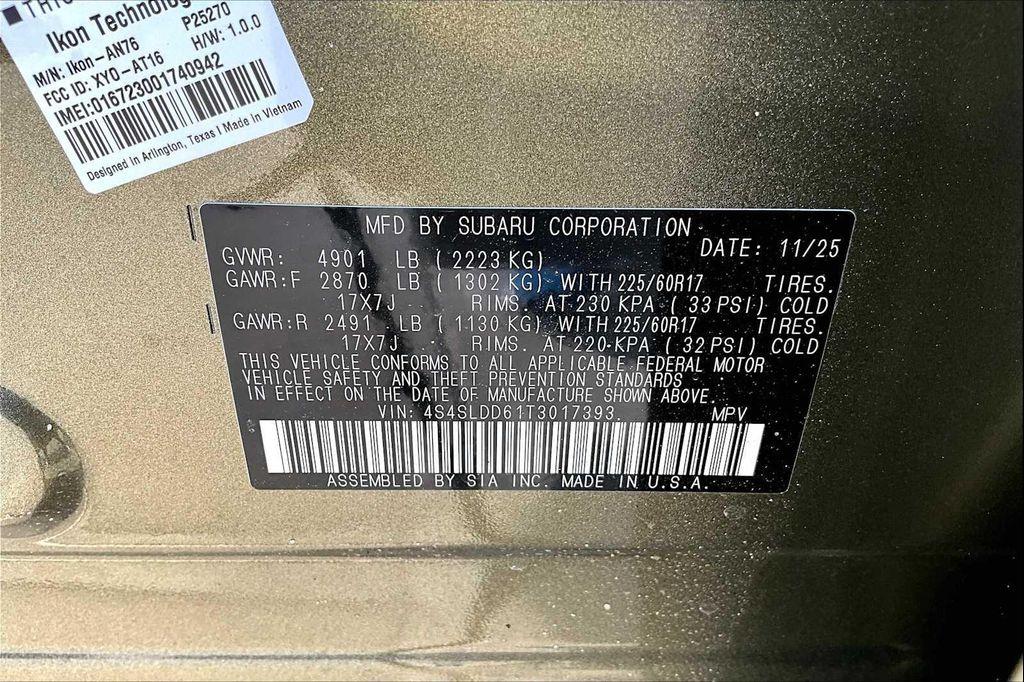 Ikon Technolog
P25270
M/N: Ikon-AN76
H/W: 1.0.0
FCC ID: XYO-AT16
IMEI:016723001740942
Designed in Arlington, Texas I Made in Vietnam
MFD BY SUBARU CORPORATION
DATE: 11/25
GVWR: 4901 LB ( 2223 KG)
GAWR:F 2870 LB ( 1302 KG) WITH 225/60R17 TIRES.
17X7J RIMS. AT 230 KPA ( 33 PSI) COLD
GAWR:R 2491 LB ( 1130 KG) WITH 225/60R17 TIRES.
17X7J RIMS. AT 220 KPA ( 32 PSI) COLD
THIS VEHICLE CONFORMS TO ALL APPLICABLE FEDERAL MOTOR
VEHICLE SAFETY AND THEFT PREVENTION STANDARDS
IN EFFECT ON THE DATE OF MANUFACTURE SHOWN ABOVE.
VIN: 4S4SLDD61T3017393 MPV
ASSEMBLED BY SIA INC. MADE IN U.S.A.